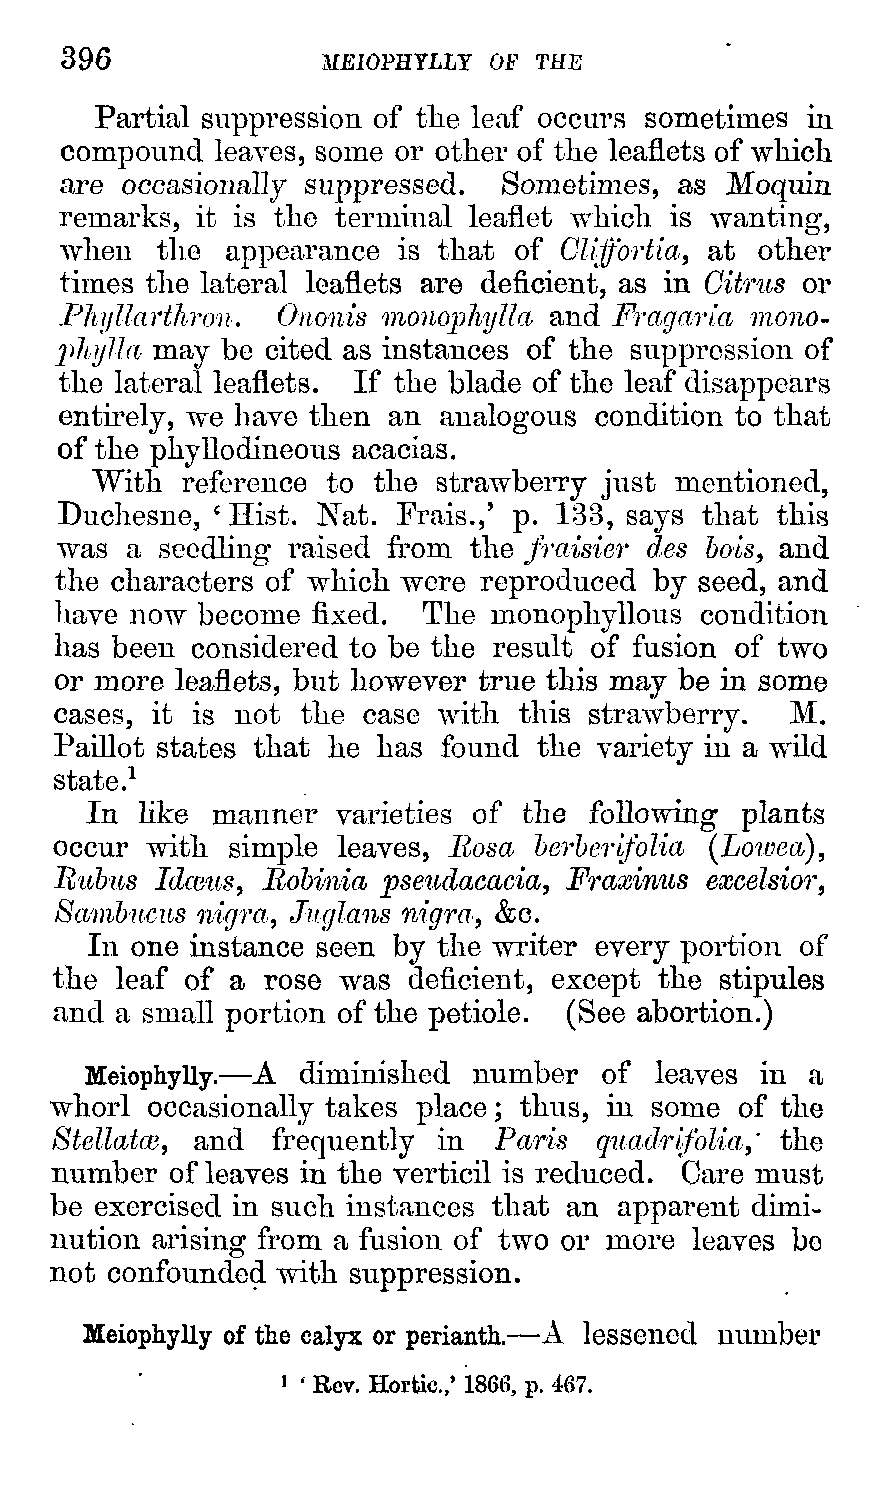 396 MEIOPHYLLY OF THE
Partial suppression of the leaf occurs sometimes in
compound leaves, some or other of the leaflets of which
are occasionally suppressed. Sometimes, as Moquin
remarks, it is the terminal leaflet which is wanting,
when the appearance is that of Cliffortia, at other
times the lateral leaflets are deficient, as in Citrus or
Phyllarthron. Ononis monophylla and Fragaria mono-
phylla may be cited as instances of the suppression of
the lateral leaflets. If the blade of the leaf disappears
entirely, we have then an analogous condition to that
of the phyllodineous acacias.
With reference to the strawberry just mentioned,
Duchesne, ‘Hist. Nat. Frais.,’ p. 133, says that this
was a seedling raised from the fraisier des bois, and
the characters of which were reproduced by seed, and
have now become fixed. The monophyllous condition
has been considered to be the result of fusion of two
or more leaflets, but however true this may be in some
cases, it is not the case with this strawberry. M.
Paillot states that he has found the variety in a wild
state.¹
In like manner varieties of the following plants
occur with simple leaves, Rosa berberifolia (Lowea),
Rubus Idæus, Robinia pseudacacia, Fraxinus excelsior,
Sambucus nigra, Juglans nigra, &c.
In one instance seen by the writer every portion of
the leaf of a rose was deficient, except the stipules
and a small portion of the petiole. (See abortion.)
Meiophylly.—A diminished number of leaves in a
whorl occasionally takes place; thus, in some of the
Stellatæ, and frequently in Paris quadrifolia, the
number of leaves in the verticil is reduced. Care must
be exercised in such instances that an apparent dimi-
nution arising from a fusion of two or more leaves be
not confounded with suppression.
Meiophylly of the calyx or perianth.—A lessened number
¹ ‘Rev. Hortic.,’ 1866, p. 467.